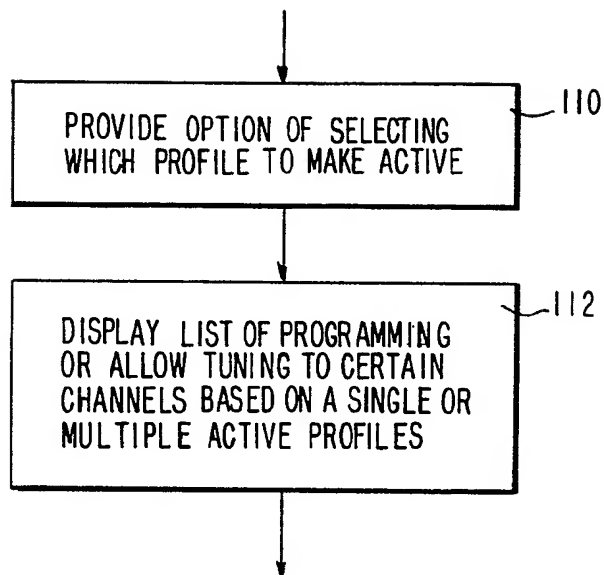 110
PROVIDE OPTION OF SELECTING
WHICH PROFILE TO MAKE ACTIVE
112
DISPLAY LIST OF PROGRAMMING
OR ALLOW TUNING TO CERTAIN
CHANNELS BASED ON A SINGLE OR
MULTIPLE ACTIVE PROFILES